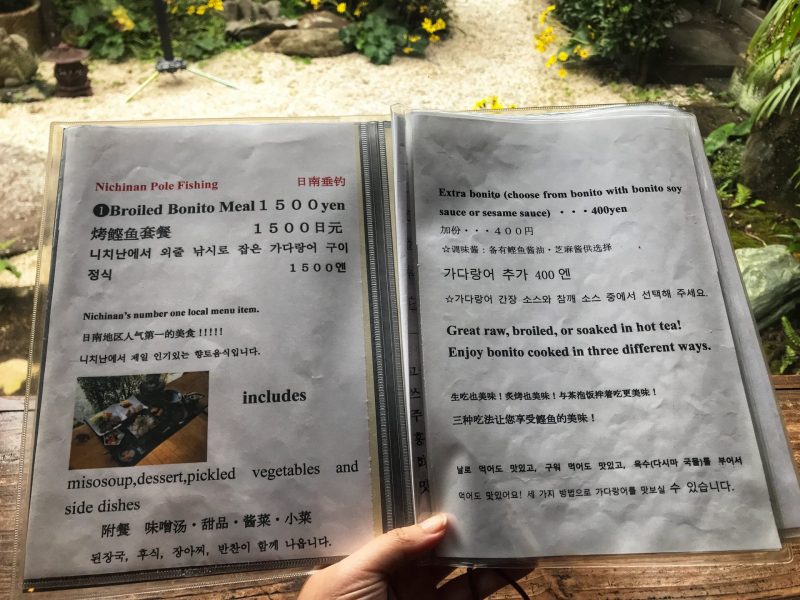 Nichinan Pole Fishing 日南垂钓
❶Broiled Bonito Meal１５００yen
烤鲣鱼套餐 １５００日元
니치난에서 외줄 낚시로 잡은 가다랑어 구이
정식 １５００엔
Nichinan's number one local menu item.
日南地区人气第一的美食！！！！！
니치난에서 제일 인기있는 향토음식입니다.
includes
misosoup,dessert,pickled vegetables and
side dishes
附餐 味噌汤・甜品・酱菜・小菜
된장국, 후식, 장아찌, 반찬이 함께 나옵니다.
Extra bonito (choose from bonito with bonito soy
sauce or sesame sauce) ・・・400yen
加份・・・４００円
☆调味酱：备有鲣鱼酱油・芝麻酱供选择
가다랑어 추가 400 엔
☆가다랑어 간장 소스와 참깨 소스 중에서 선택해 주세요.
Great raw, broiled, or soaked in hot tea!
Enjoy bonito cooked in three different ways.
生吃也美味！炙烤也美味！与茶泡饭拌着吃更美味！
三种吃法让您享受鲣鱼的美味！
날로 먹어도 맛있고, 구워 먹어도 맛있고, 육수(다시마 국물)를 부어서
먹어도 맛있어요! 세 가지 방법으로 가다랑어를 맛보실 수 있습니다.